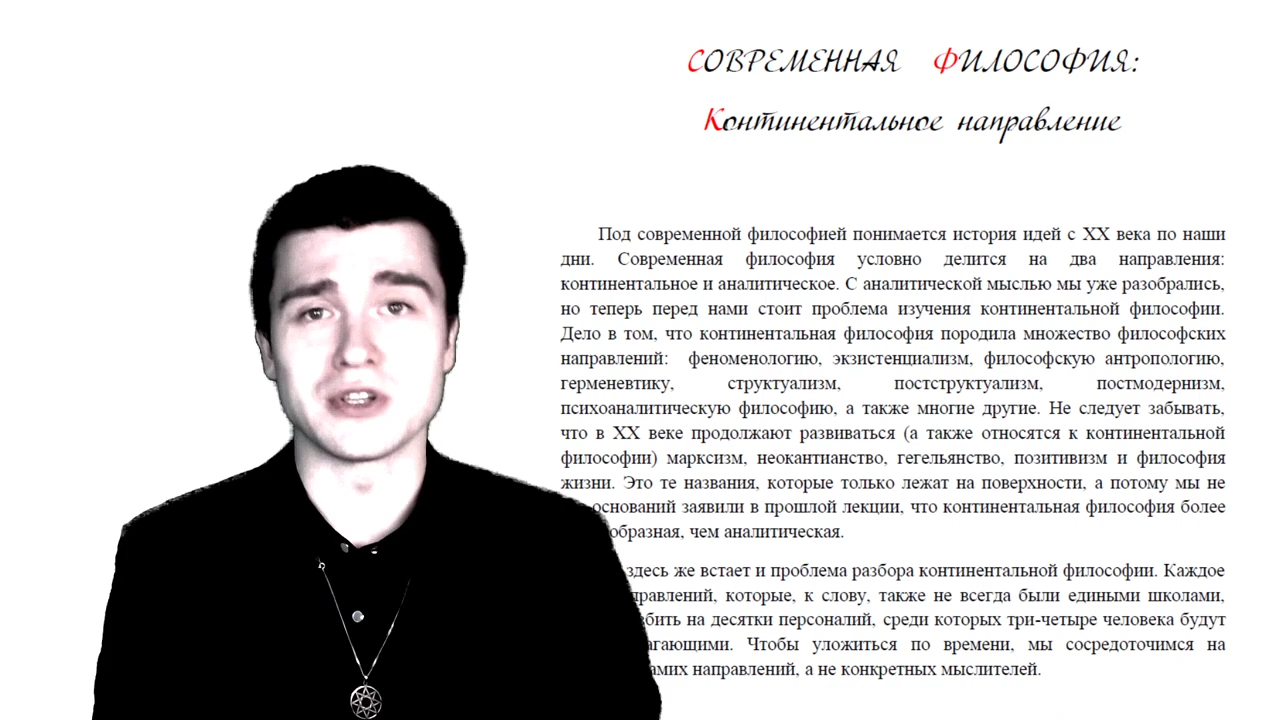 СОВРЕМЕННАЯ ФИЛОСОФИЯ:
Континентальное направление
Под современной философией понимается история идей с XX века по наши
дни. Современная философия условно делится на два направления:
континентальное и аналитическое. С аналитической мыслью мы уже разобрались,
но теперь перед нами стоит проблема изучения континентальной философии.
Дело в том, что континентальная философия породила множество философских
направлений: феноменологию, экзистенциализм, философскую антропологию,
герменевтику, структуализм, постструктуализм, постмодернизм,
психоаналитическую философию, а также многие другие. Не следует забывать,
что в XX веке продолжают развиваться (а также относятся к континентальной
философии) марксизм, неокантианство, гегельянство, позитивизм и философия
жизни. Это те названия, которые только лежат на поверхности, а потому мы не
оснований заявили в прошлой лекции, что континентальная философия более
образная, чем аналитическая.
здесь же встает и проблема разбора континентальной философии. Каждое
правлений, которые, к слову, также не всегда были едиными школами,
збить на десятки персоналий, среди которых три-четыре человека будут
агающими. Чтобы уложиться по времени, мы сосредоточимся на
амих направлений, а не конкретных мыслителей.